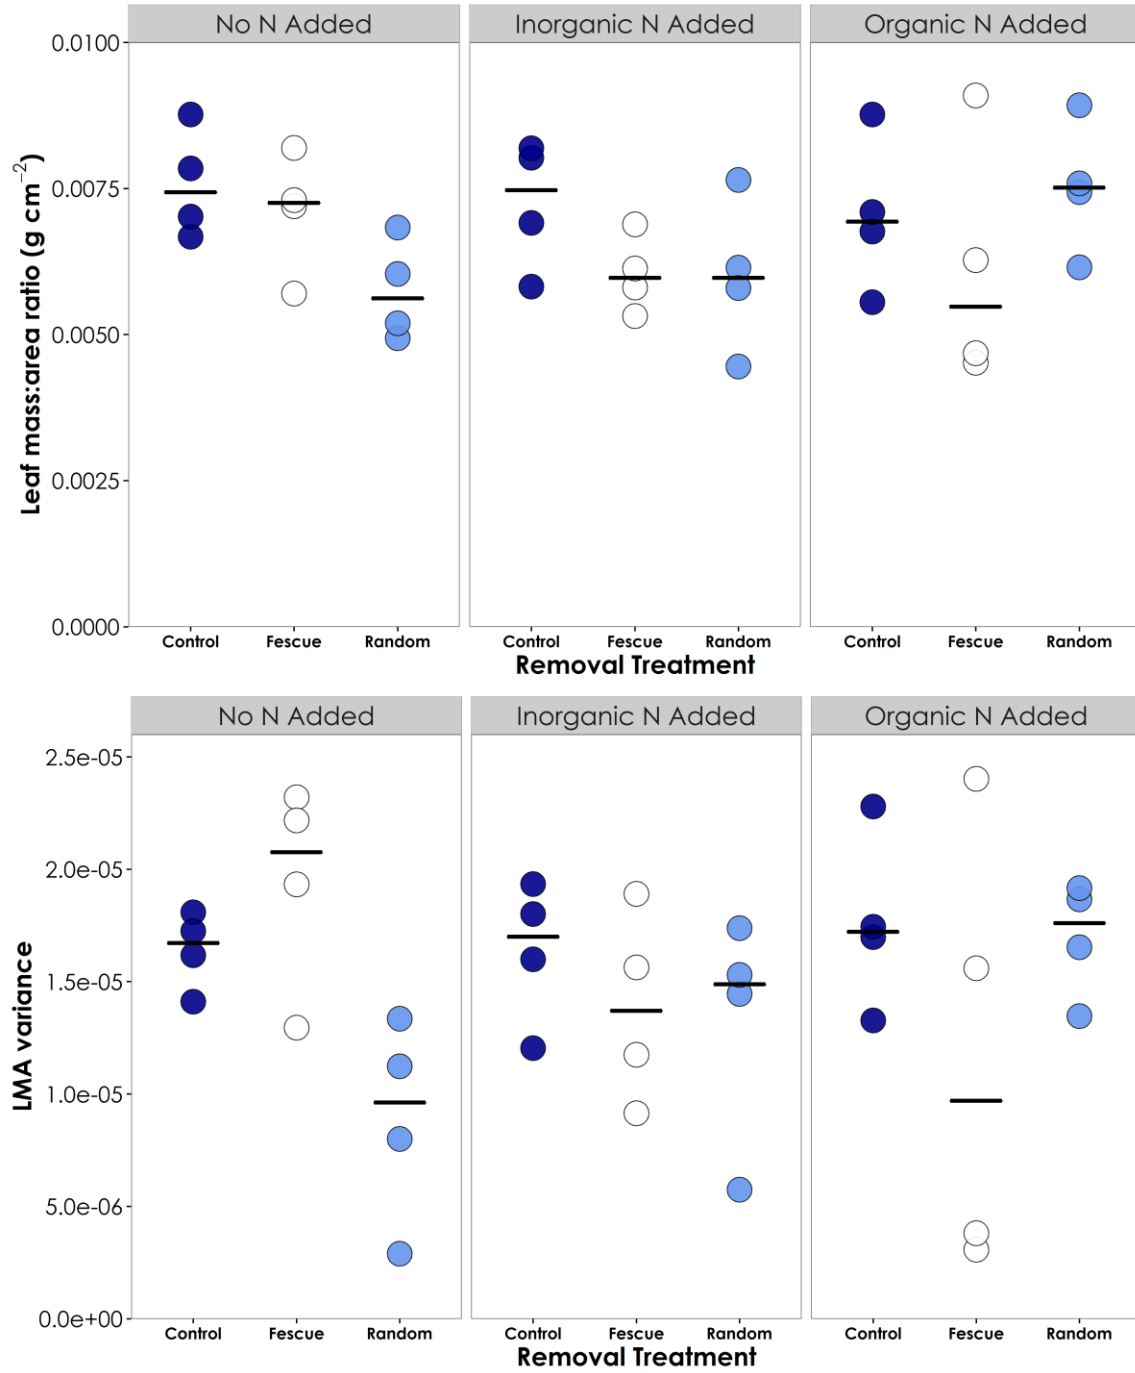 No N Added Inorganic N Added Organic N Added
0.0100
0.0075
0.0050
0.0025
0.0000
Leaf mass:area ratio (g cm⁻²)
Control Fescue Random Control Fescue Random Control Fescue Random
Removal Treatment
No N Added Inorganic N Added Organic N Added
2.5e-05
2.0e-05
1.5e-05
1.0e-05
5.0e-06
0.0e+00
LMA variance
Control Fescue Random Control Fescue Random Control Fescue Random
Removal Treatment